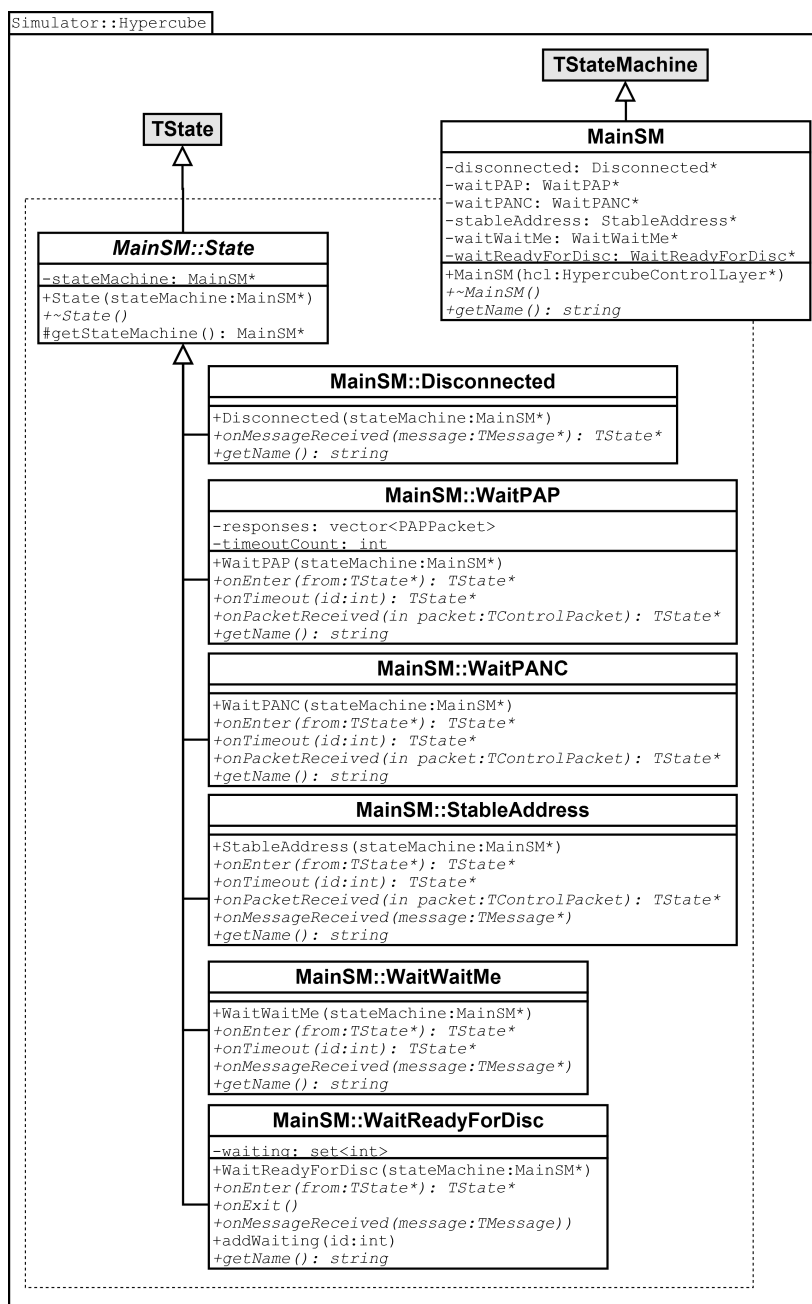 Simulator::Hypercube
TStateMachine
TState
MainSM
-disconnected: Disconnected*
-waitPAP: WaitPAP*
-waitPANC: WaitPANC*
-stableAddress: StableAddress*
-waitWaitMe: WaitWaitMe*
-waitReadyForDisc: WaitReadyForDisc*
+MainSM(hcl:HypercubeControlLayer*)
+~MainSM()
+getName(): string
MainSM::State
-stateMachine: MainSM*
+State(stateMachine:MainSM*)
+~State()
#getStateMachine(): MainSM*
MainSM::Disconnected
+Disconnected(stateMachine:MainSM*)
+onMessageReceived(message:TMessage*): TState*
+getName(): string
MainSM::WaitPAP
-responses: vector<PAPPacket>
-timeoutCount: int
+WaitPAP(stateMachine:MainSM*)
+onEnter(from:TState*): TState*
+onTimeout(id:int): TState*
+onPacketReceived(in packet:TControlPacket): TState*
+getName(): string
MainSM::WaitPANC
+WaitPANC(stateMachine:MainSM*)
+onEnter(from:TState*): TState*
+onTimeout(id:int): TState*
+onPacketReceived(in packet:TControlPacket): TState*
+getName(): string
MainSM::StableAddress
+StableAddress(stateMachine:MainSM*)
+onEnter(from:TState*): TState*
+onTimeout(id:int): TState*
+onPacketReceived(in packet:TControlPacket): TState*
+onMessageReceived(message:TMessage*)
+getName(): string
MainSM::WaitWaitMe
+WaitWaitMe(stateMachine:MainSM*)
+onEnter(from:TState*): TState*
+onTimeout(id:int): TState*
+onMessageReceived(message:TMessage*)
+getName(): string
MainSM::WaitReadyForDisc
-waiting: set<int>
+WaitReadyForDisc(stateMachine:MainSM*)
+onEnter(from:TState*): TState*
+onExit()
+onMessageReceived(message:TMessage))
+addWaiting(id:int)
+getName(): string